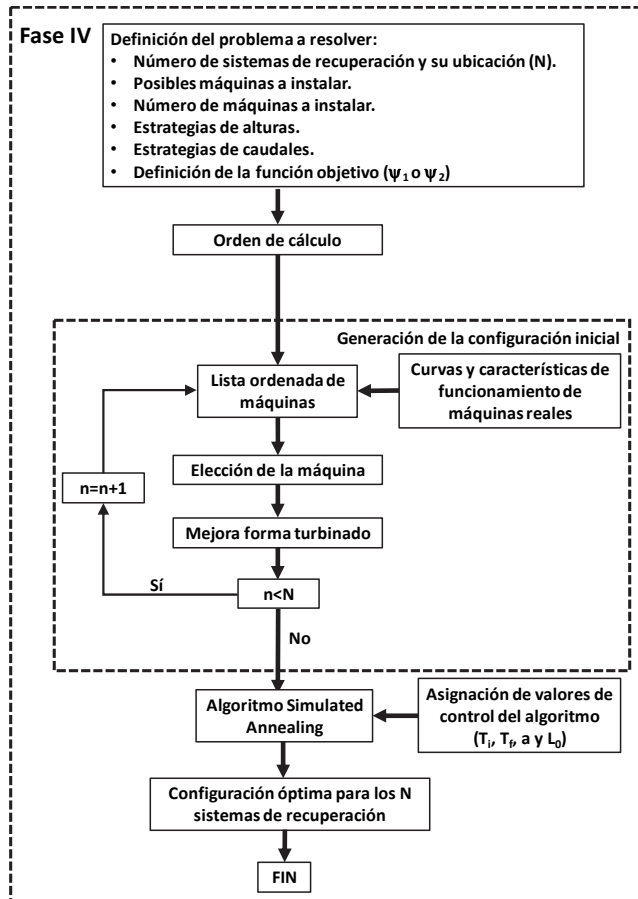 Fase IV
Definición del problema a resolver:
• Número de sistemas de recuperación y su ubicación (N).
• Posibles máquinas a instalar.
• Número de máquinas a instalar.
• Estrategias de alturas.
• Estrategias de caudales.
• Definición de la función objetivo (ψ₁ o ψ₂)
Orden de cálculo
Generación de la configuración inicial
Lista ordenada de
máquinas
Curvas y características de
funcionamiento de
máquinas reales
Elección de la máquina
n=n+1
Mejora forma turbinado
Sí
n<N
No
Algoritmo Simulated
Annealing
Asignación de valores de
control del algoritmo
(Tᵢ, T_f, a y L₀)
Configuración óptima para los N
sistemas de recuperación
FIN